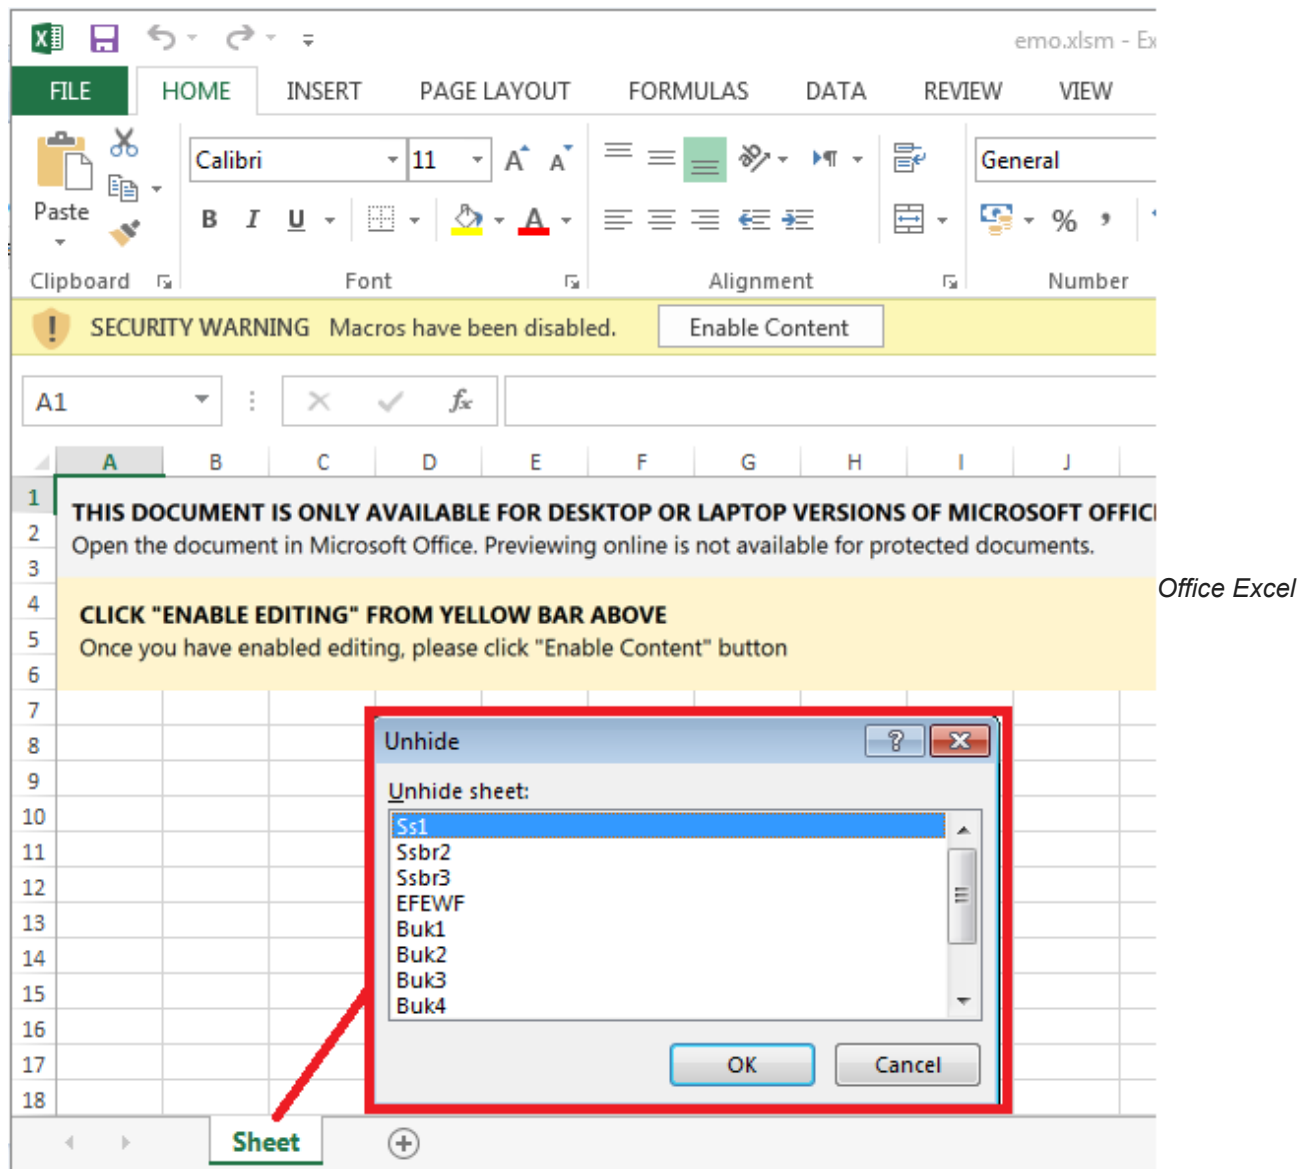 emo.xlsm - Ex
FILE HOME INSERT PAGE LAYOUT FORMULAS DATA REVIEW VIEW
Calibri 11 A A General
Paste B I U A % ,
Clipboard Font Alignment Number
SECURITY WARNING Macros have been disabled. Enable Content
A1 fx
A B C D E F G H I J
1
THIS DOCUMENT IS ONLY AVAILABLE FOR DESKTOP OR LAPTOP VERSIONS OF MICROSOFT OFFIC
2
Open the document in Microsoft Office. Previewing online is not available for protected documents.
3
Office Excel
4
CLICK "ENABLE EDITING" FROM YELLOW BAR ABOVE
5
Once you have enabled editing, please click "Enable Content" button
6
7
8 Unhide ?
9 Unhide sheet:
10 Ss1
11 Ssbr2
Ssbr3
12 EFEWF
13 Buk1
14 Buk2
15 Buk3
Buk4
16
17 OK Cancel
18
Sheet